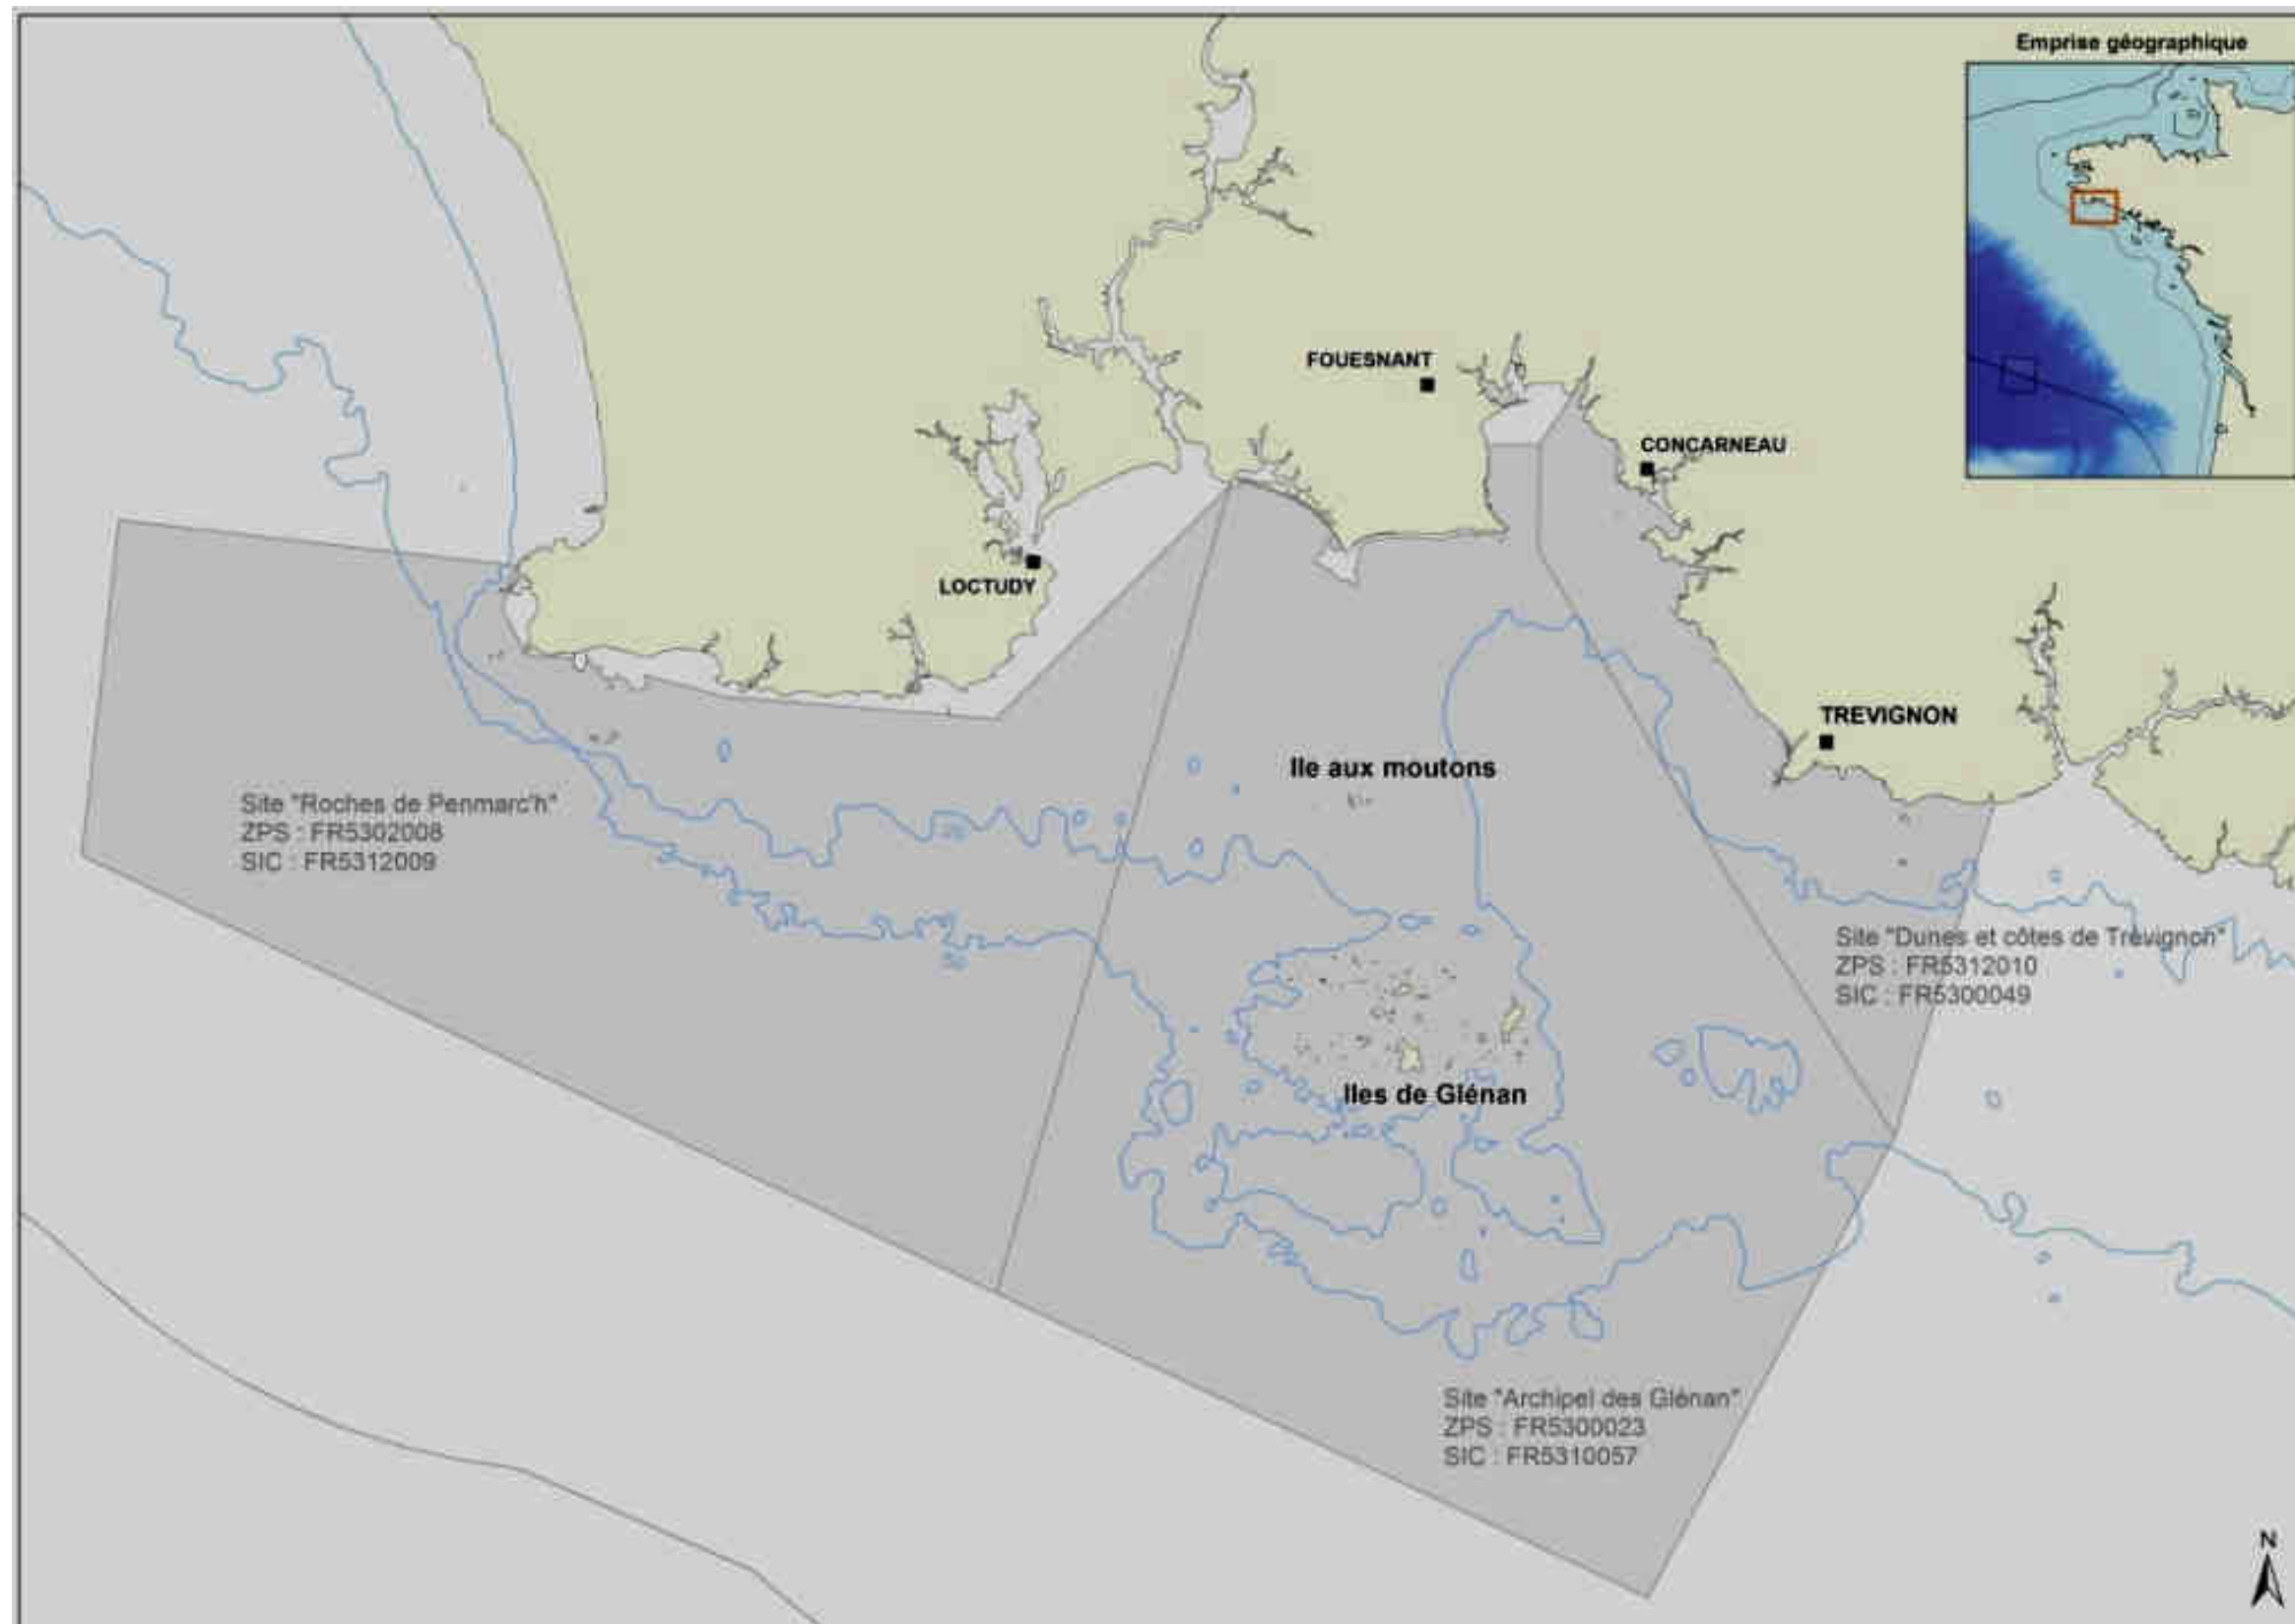 Emprise géographique
FOUESNANT
CONCARNEAU
LOCTUDY
TREVIGNON
Ile aux moutons
Site "Roches de Penmarc'h"
ZPS : FR5302008
SIC : FR5312009
Site "Dunes et côtes de Trévignon"
ZPS : FR5312010
SIC : FR5300049
Iles de Glénan
Site "Archipel des Glénan"
ZPS : FR5300023
SIC : FR5310057
N